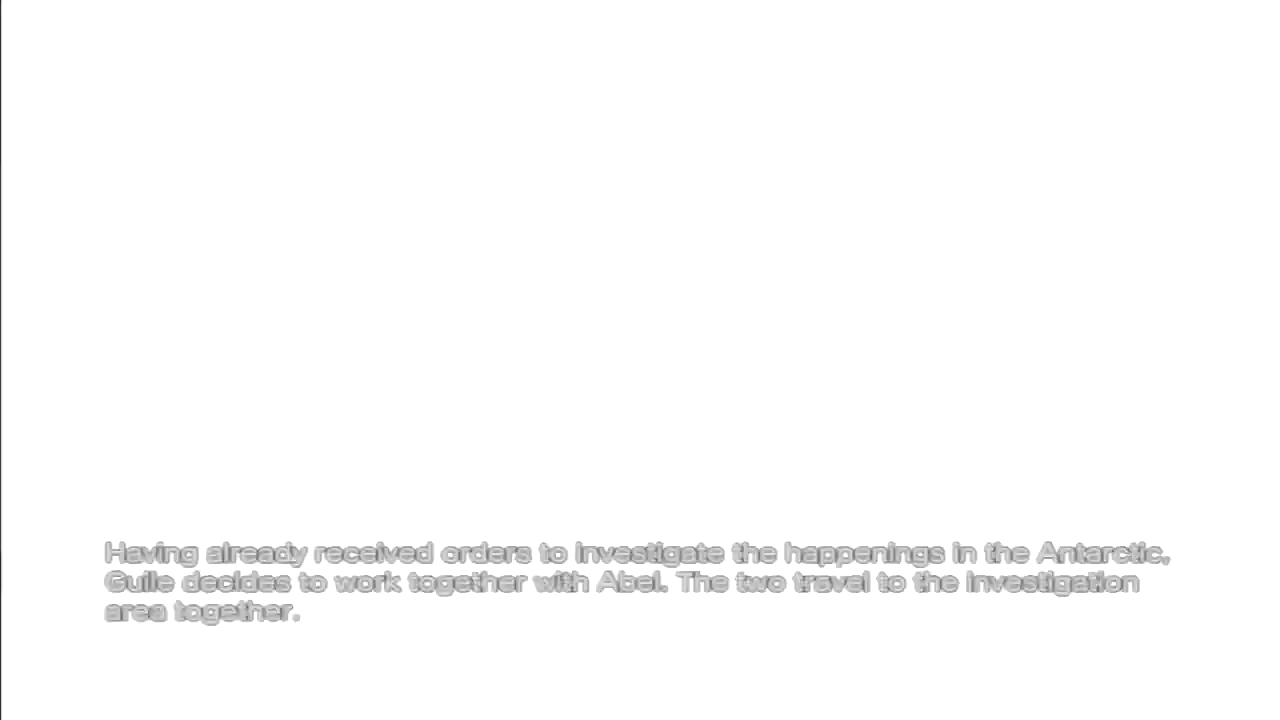 Having already received orders to investigate the happenings in the Antarctic,
Guile decides to work together with Abel. The two travel to the investigation
area together.